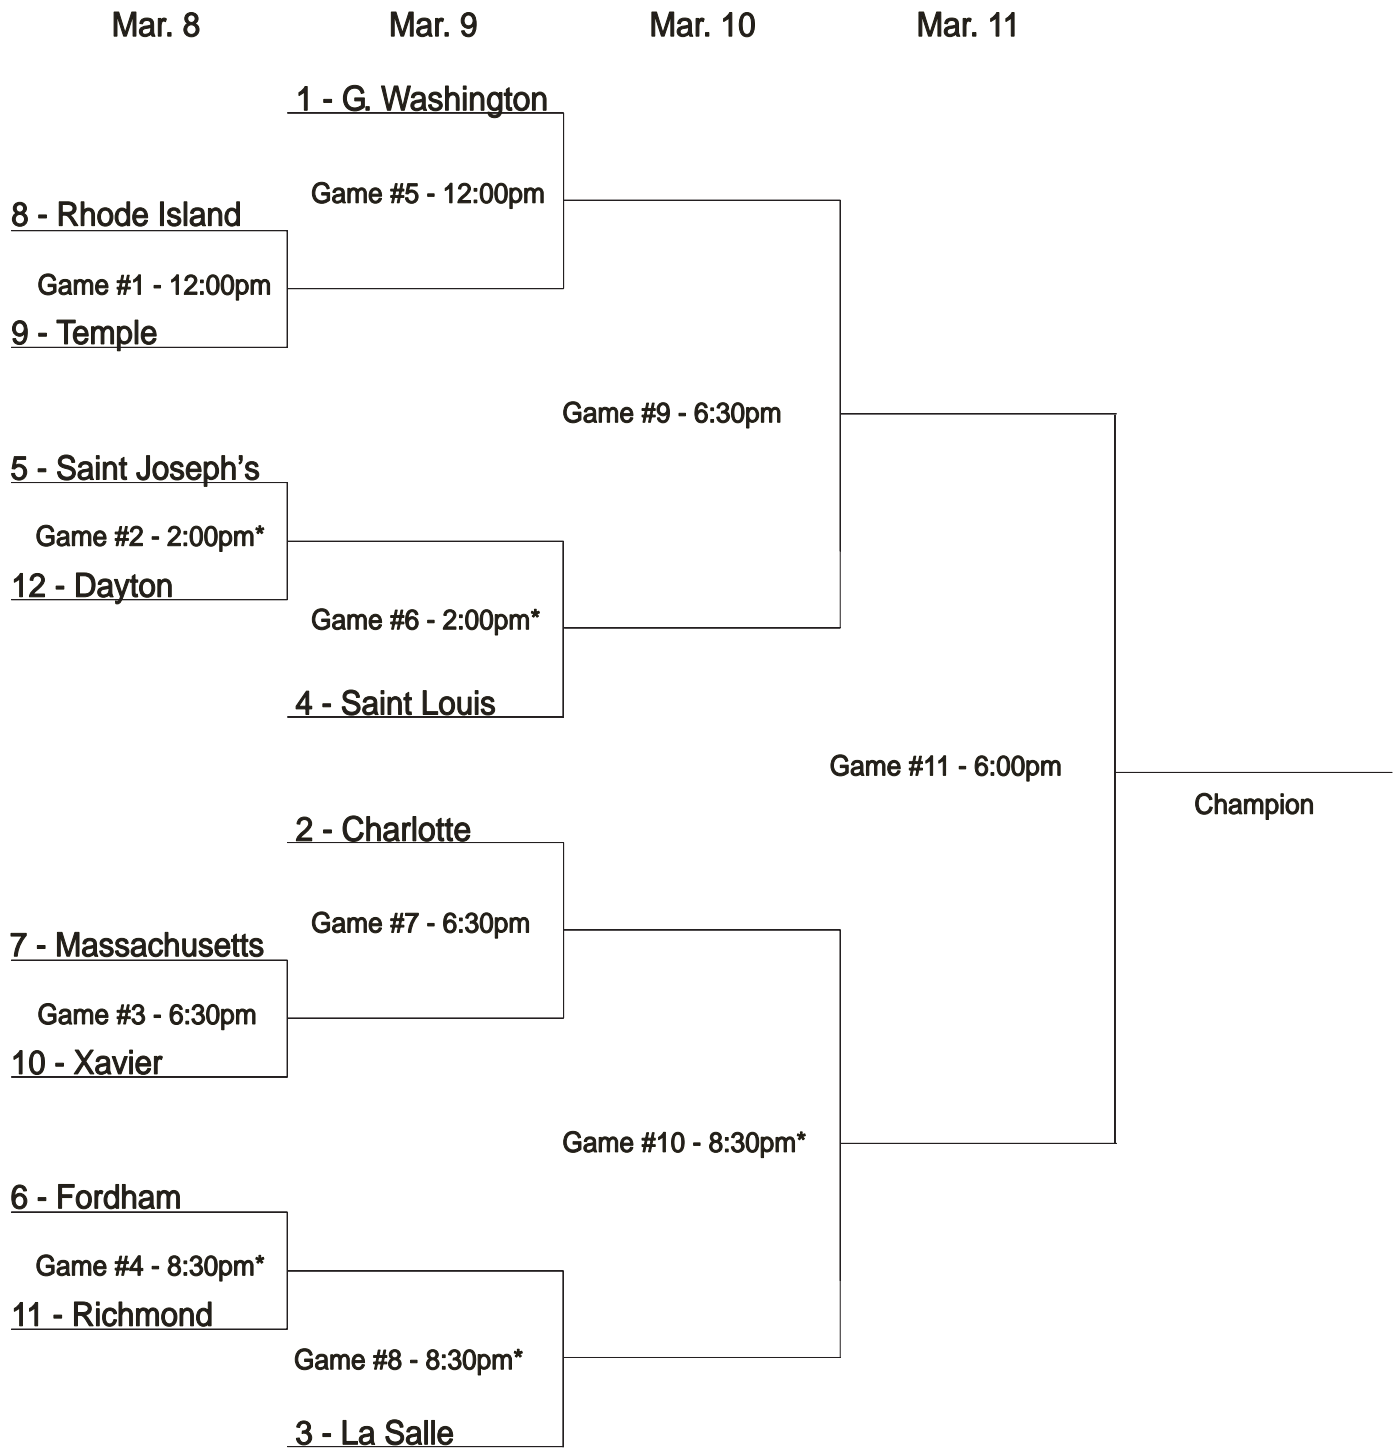 Mar. 8 Mar. 9 Mar. 10 Mar. 11
1 - G. Washington
Game #5 - 12:00pm
8 - Rhode Island
Game #1 - 12:00pm
9 - Temple
Game #9 - 6:30pm
5 - Saint Joseph’s
Game #2 - 2:00pm*
12 - Dayton
Game #6 - 2:00pm*
4 - Saint Louis
Game #11 - 6:00pm
Champion
2 - Charlotte
Game #7 - 6:30pm
7 - Massachusetts
Game #3 - 6:30pm
10 - Xavier
Game #10 - 8:30pm*
6 - Fordham
Game #4 - 8:30pm*
11 - Richmond
Game #8 - 8:30pm*
3 - La Salle